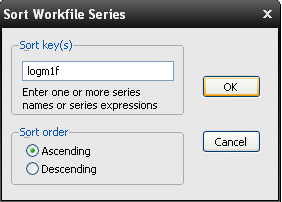 Sort Workfile Series
Sort key(s)
logm1f
Enter one or more series
names or series expressions
OK
Sort order
Ascending
Descending
Cancel